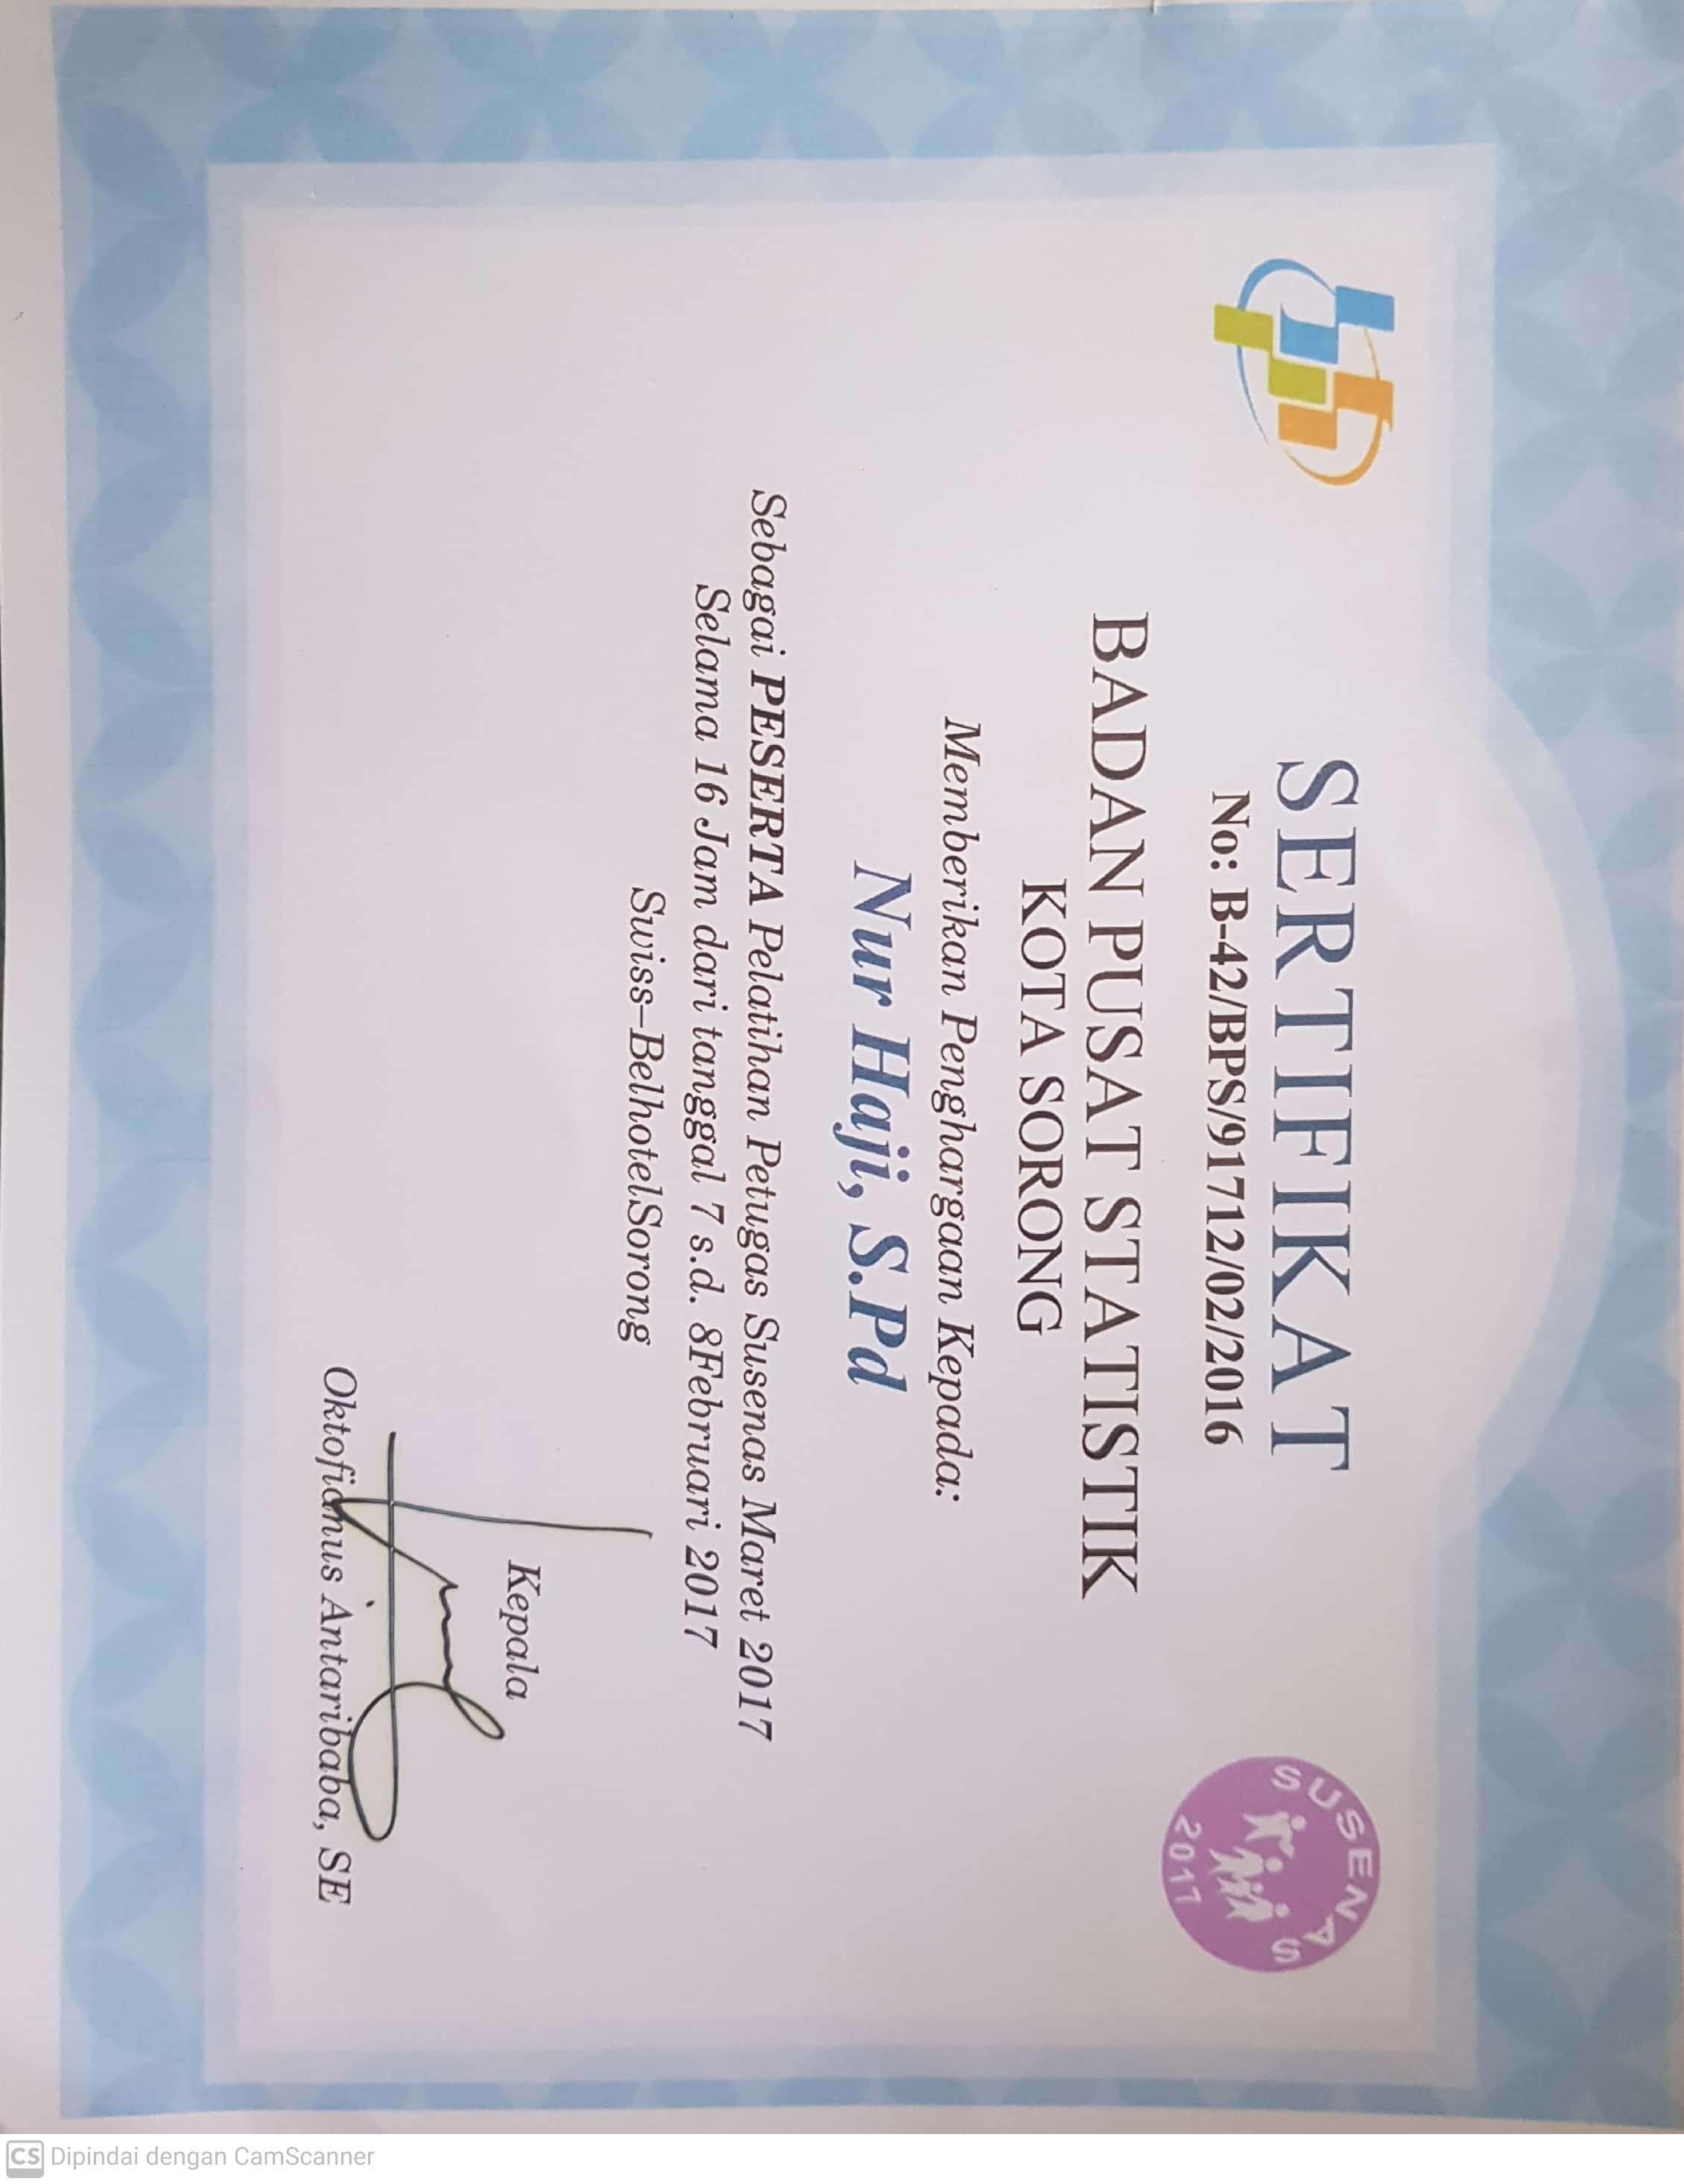 SERTIFIKAT
No: B-42/BPS/91712/02/2016
BADAN PUSAT STATISTIK
KOTA SORONG
Memberikan Penghargaan Kepada:
Nur Haji, S.Pd
Sebagai PESERTA Pelatihan Petugas Susenas Maret 2017
Selama 16 Jam dari tanggal 7 s.d. 8Februari 2017
Swiss-BelhotelSorong
Kepala
Oktofianus Antaribaba, SE
SUSENAS
2017
CS Dipindai dengan CamScanner